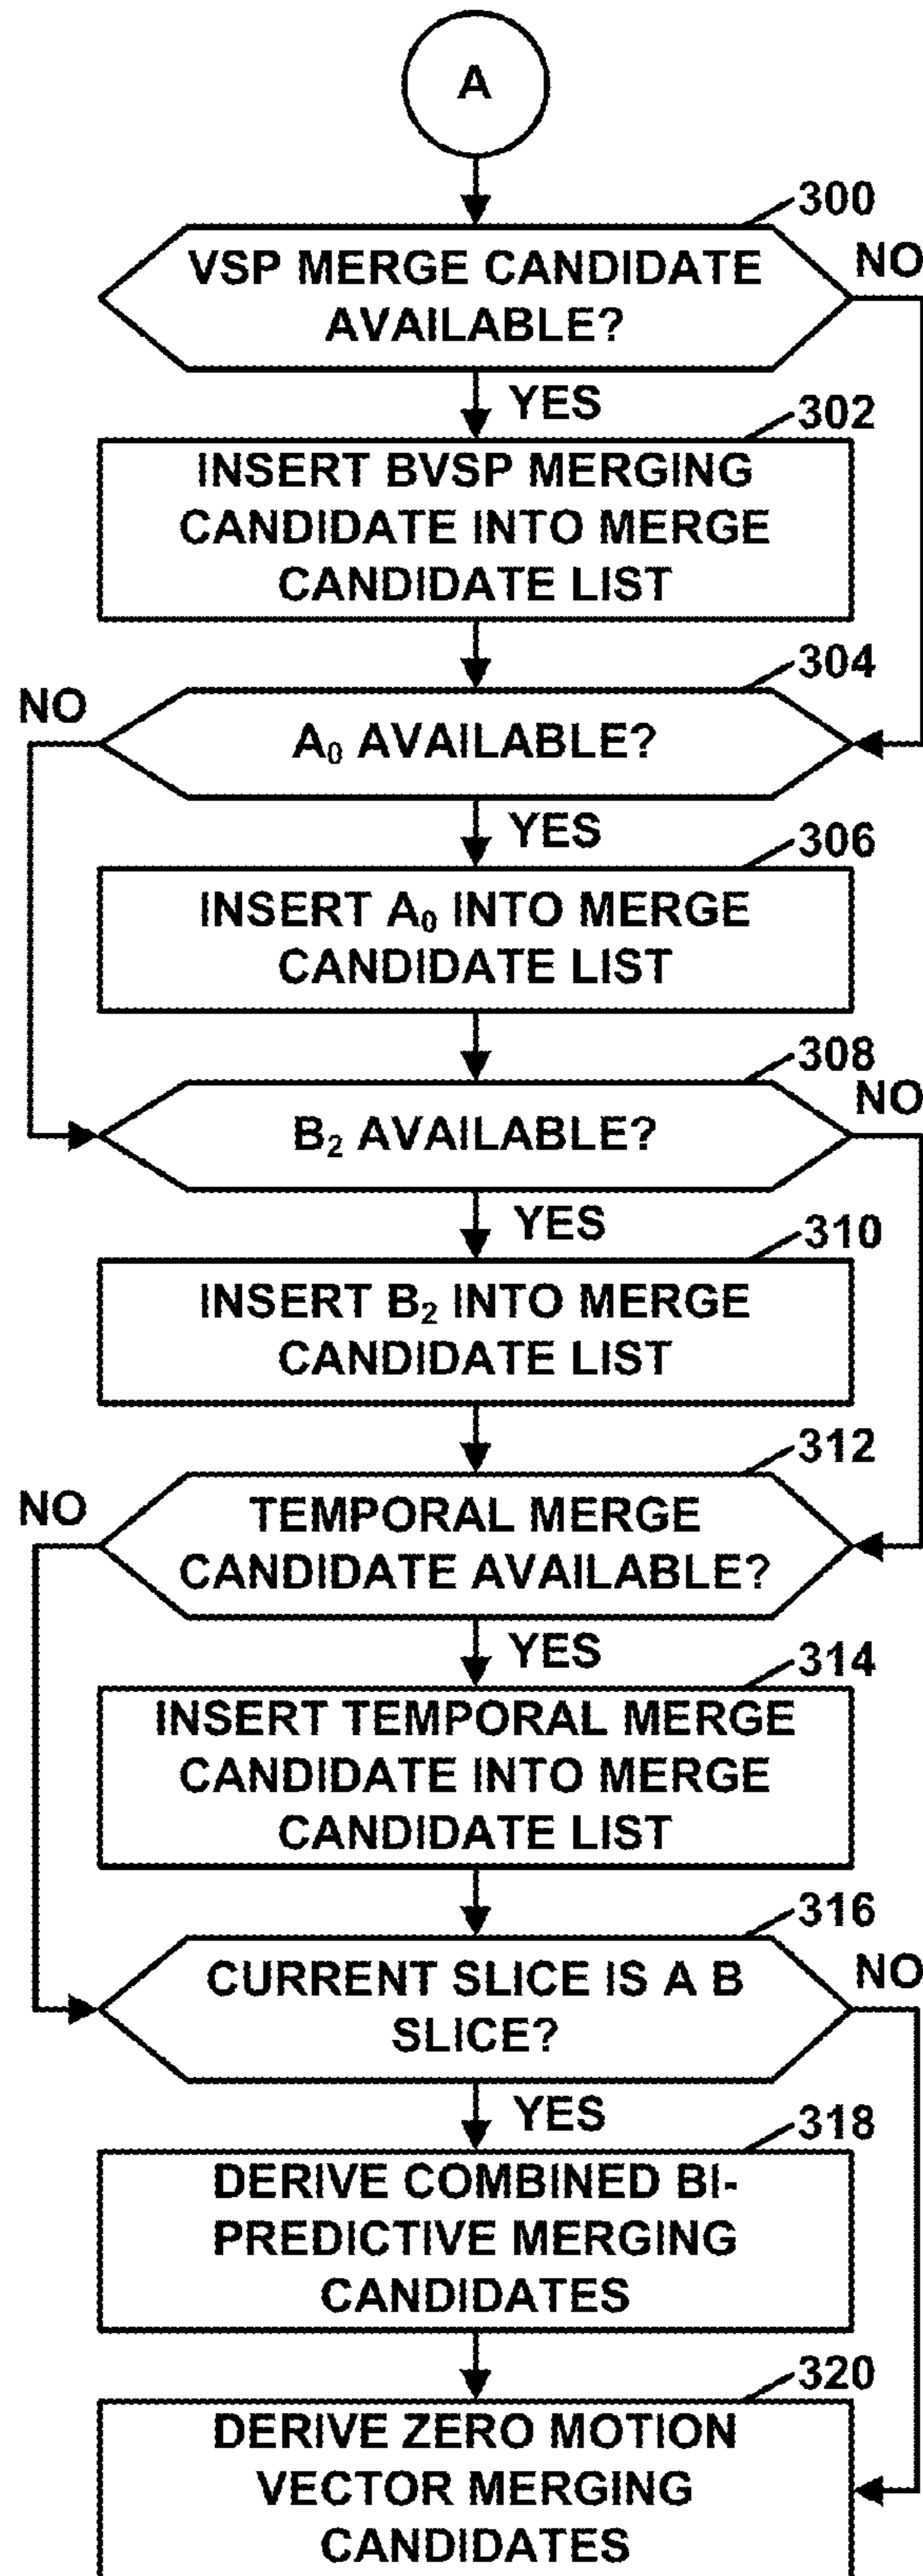 A
300
VSP MERGE CANDIDATE
AVAILABLE?
NO
YES
302
INSERT BVSP MERGING
CANDIDATE INTO MERGE
CANDIDATE LIST
304
NO
A₀ AVAILABLE?
YES
306
INSERT A₀ INTO MERGE
CANDIDATE LIST
308
NO
B₂ AVAILABLE?
YES
310
INSERT B₂ INTO MERGE
CANDIDATE LIST
312
NO
TEMPORAL MERGE
CANDIDATE AVAILABLE?
YES
314
INSERT TEMPORAL MERGE
CANDIDATE INTO MERGE
CANDIDATE LIST
316
NO
CURRENT SLICE IS A B
SLICE?
YES
318
DERIVE COMBINED BI-
PREDICTIVE MERGING
CANDIDATES
320
DERIVE ZERO MOTION
VECTOR MERGING
CANDIDATES